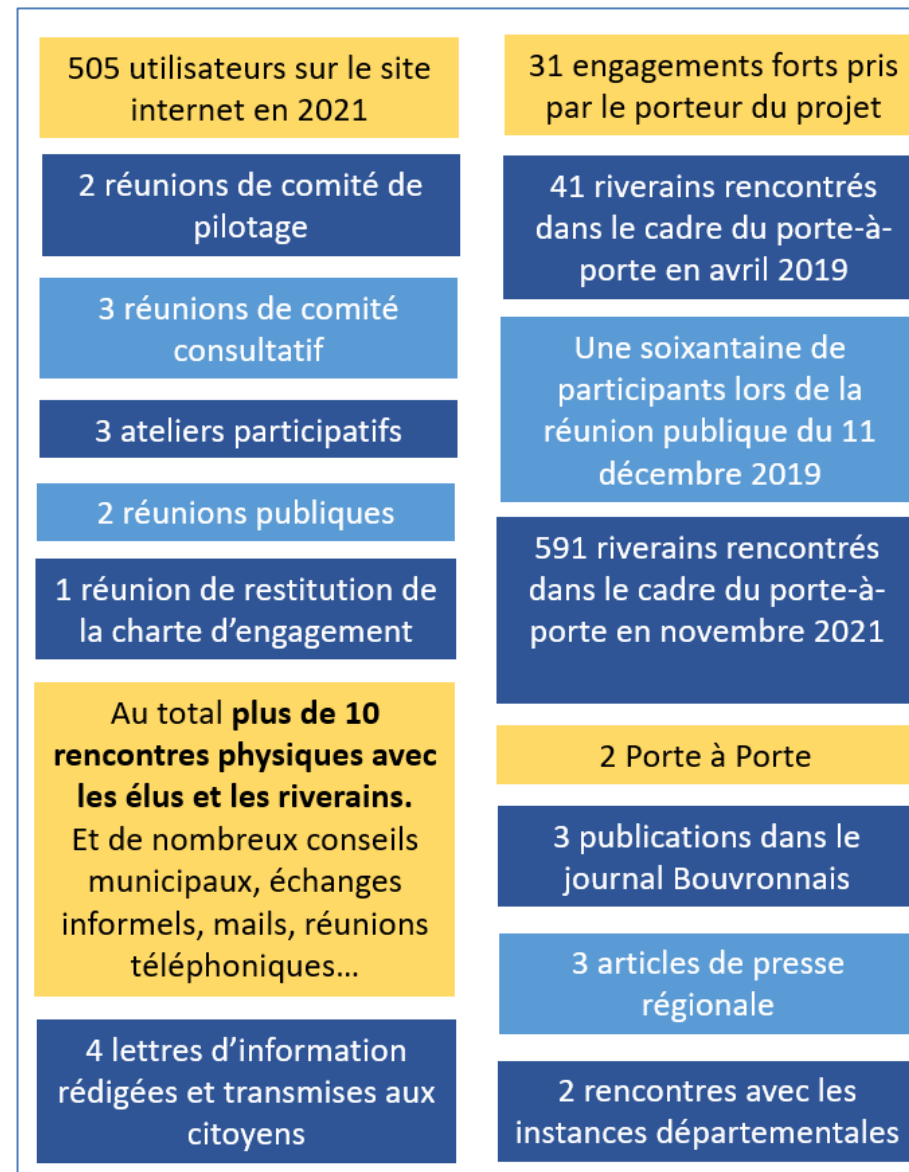 505 utilisateurs sur le site
internet en 2021
2 réunions de comité de
pilotage
3 réunions de comité
consultatif
3 ateliers participatifs
2 réunions publiques
1 réunion de restitution de
la charte d’engagement
Au total plus de 10
rencontres physiques avec
les élus et les riverains.
Et de nombreux conseils
municipaux, échanges
informels, mails, réunions
téléphoniques…
4 lettres d’information
rédigées et transmises aux
citoyens
31 engagements forts pris
par le porteur du projet
41 riverains rencontrés
dans le cadre du porte-à-
porte en avril 2019
Une soixantaine de
participants lors de la
réunion publique du 11
décembre 2019
591 riverains rencontrés
dans le cadre du porte-à-
porte en novembre 2021
2 Porte à Porte
3 publications dans le
journal Bouvronnais
3 articles de presse
régionale
2 rencontres avec les
instances départementales